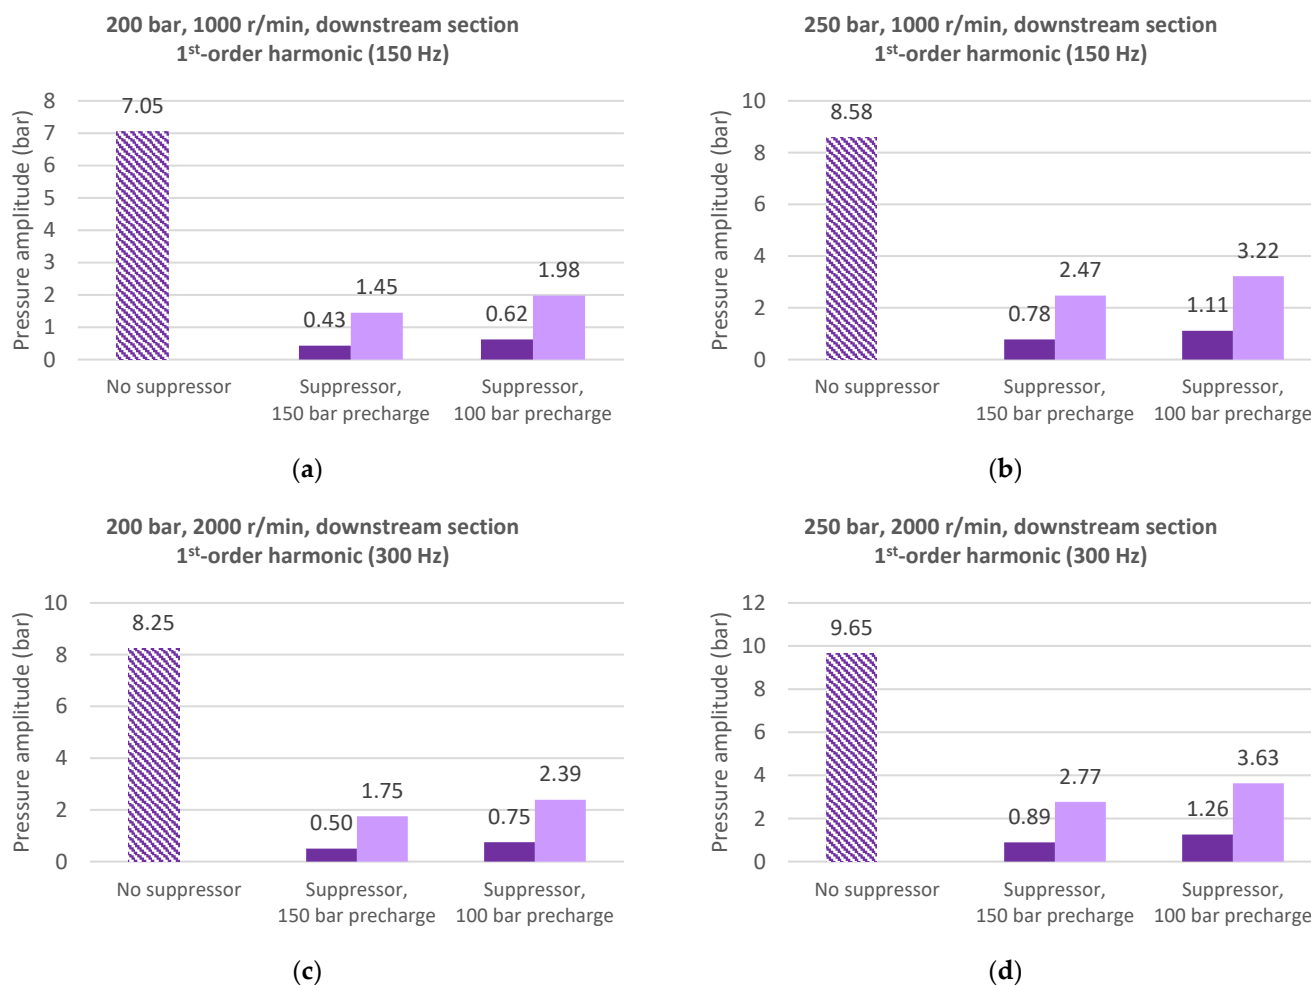 200 bar, 1000 r/min, downstream section
1st-order harmonic (150 Hz)
Pressure amplitude (bar)
8
7
6
5
4
3
2
1
0
7.05
0.43
1.45
0.62
1.98
No suppressor
Suppressor,
150 bar precharge
Suppressor,
100 bar precharge
(a)
250 bar, 1000 r/min, downstream section
1st-order harmonic (150 Hz)
Pressure amplitude (bar)
10
8
6
4
2
0
8.58
0.78
2.47
1.11
3.22
No suppressor
Suppressor,
150 bar precharge
Suppressor,
100 bar precharge
(b)
200 bar, 2000 r/min, downstream section
1st-order harmonic (300 Hz)
Pressure amplitude (bar)
10
8
6
4
2
0
8.25
0.50
1.75
0.75
2.39
No suppressor
Suppressor,
150 bar precharge
Suppressor,
100 bar precharge
(c)
250 bar, 2000 r/min, downstream section
1st-order harmonic (300 Hz)
Pressure amplitude (bar)
12
10
8
6
4
2
0
9.65
0.89
2.77
1.26
3.63
No suppressor
Suppressor,
150 bar precharge
Suppressor,
100 bar precharge
(d)